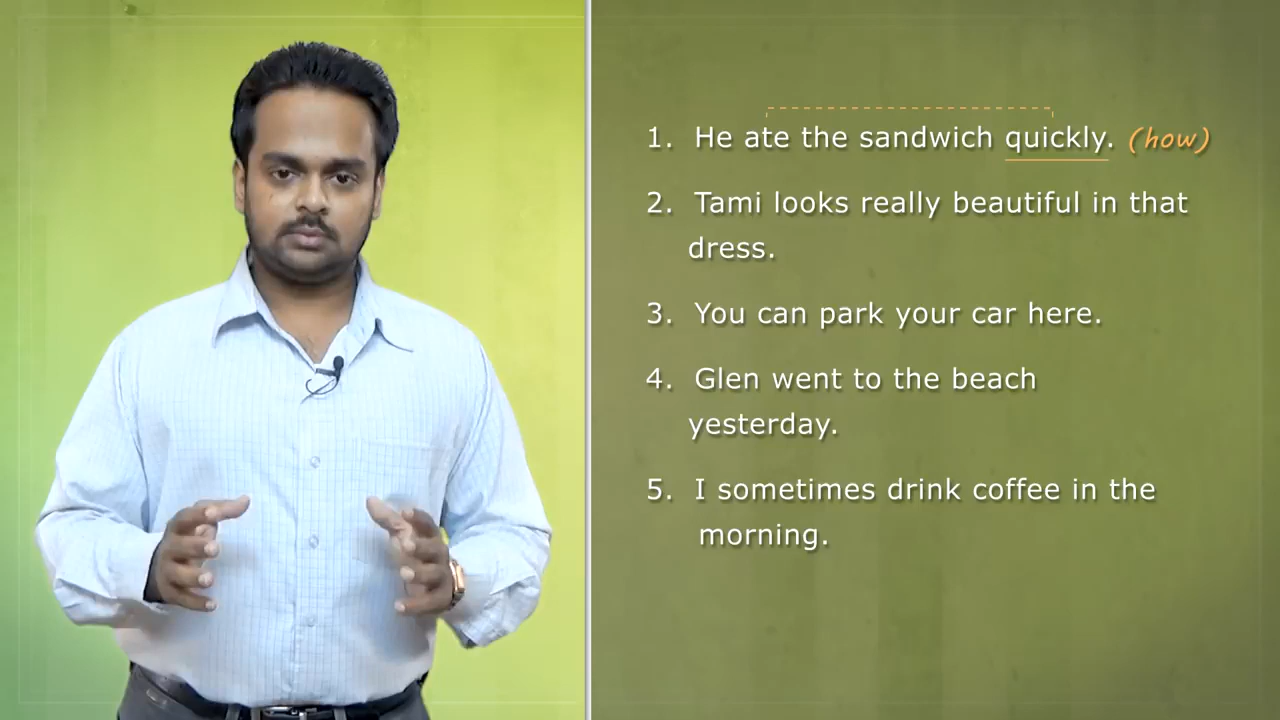 1. He ate the sandwich quickly. (how)
2. Tami looks really beautiful in that
dress.
3. You can park your car here.
4. Glen went to the beach
yesterday.
5. I sometimes drink coffee in the
morning.